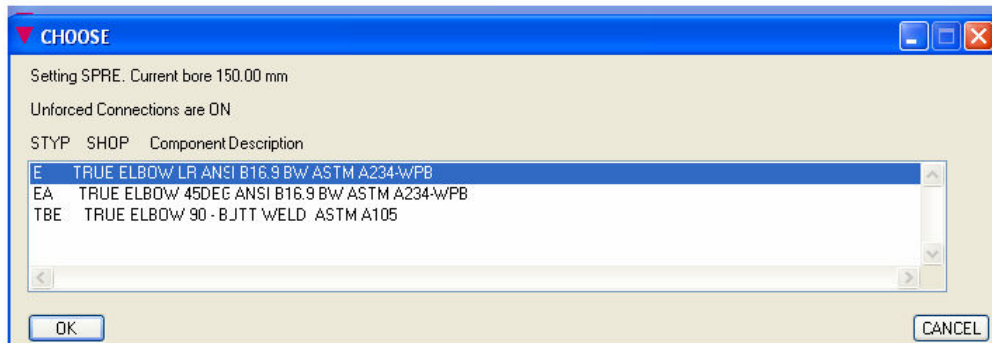 CHOOSE
Setting SPRE. Current bore 150.00 mm
Unforced Connections are ON
STYP SHOP Component Description
E TRUE ELBOW LR ANSI B16.9 BW ASTM A234-WPB
EA TRUE ELBOW 45DEG ANSI B16.9 BW ASTM A234-WPB
TBE TRUE ELBOW 90 - BUTT WELD ASTM A105
OK CANCEL